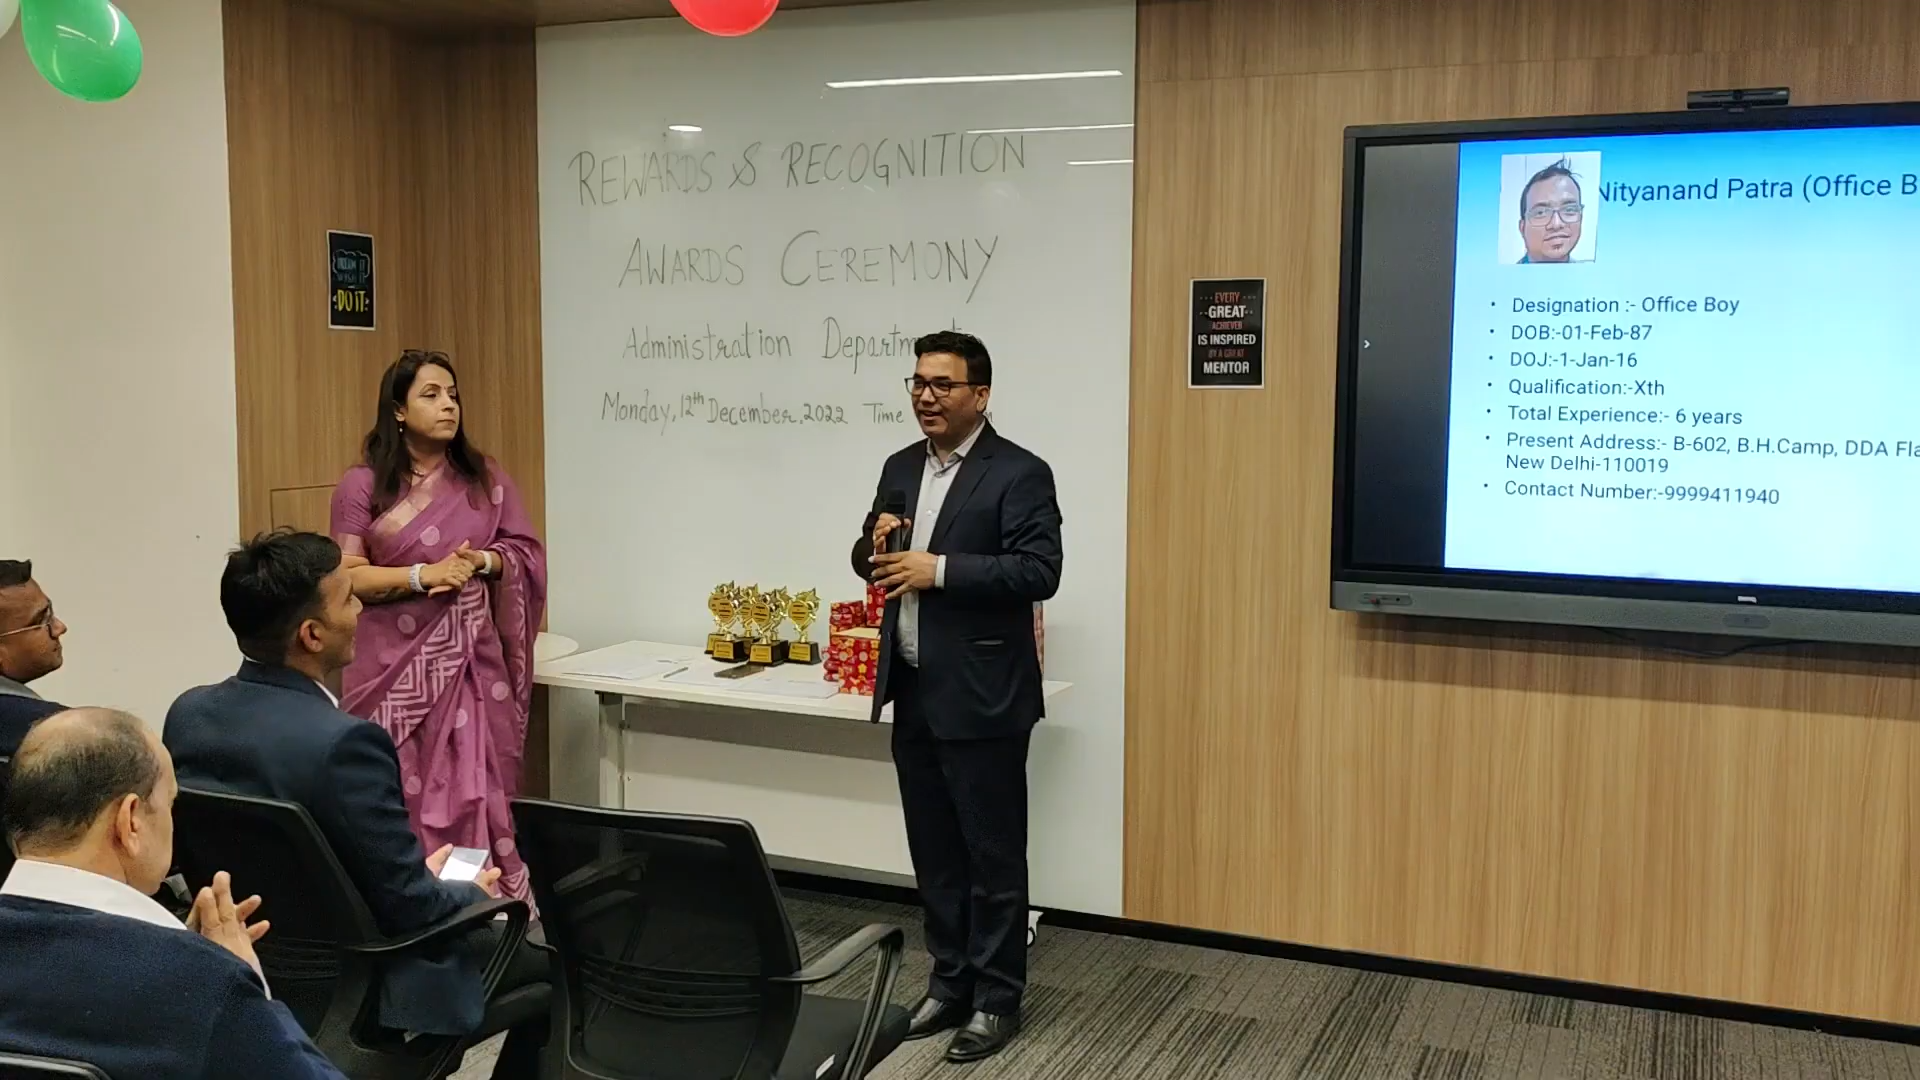 REWARDS & RECOGNITION
AWARDS CEREMONY
Administration Departm
Monday, 12th December, 2022 Time
DREAM IT
DO IT
EVERY
GREAT
ACHIEVER
IS INSPIRED
BY A GREAT
MENTOR
Nityanand Patra (Office B
• Designation :- Office Boy
• DOB:-01-Feb-87
• DOJ:-1-Jan-16
• Qualification:-Xth
• Total Experience:- 6 years
• Present Address:- B-602, B.H.Camp, DDA Fla
New Delhi-110019
• Contact Number:-9999411940